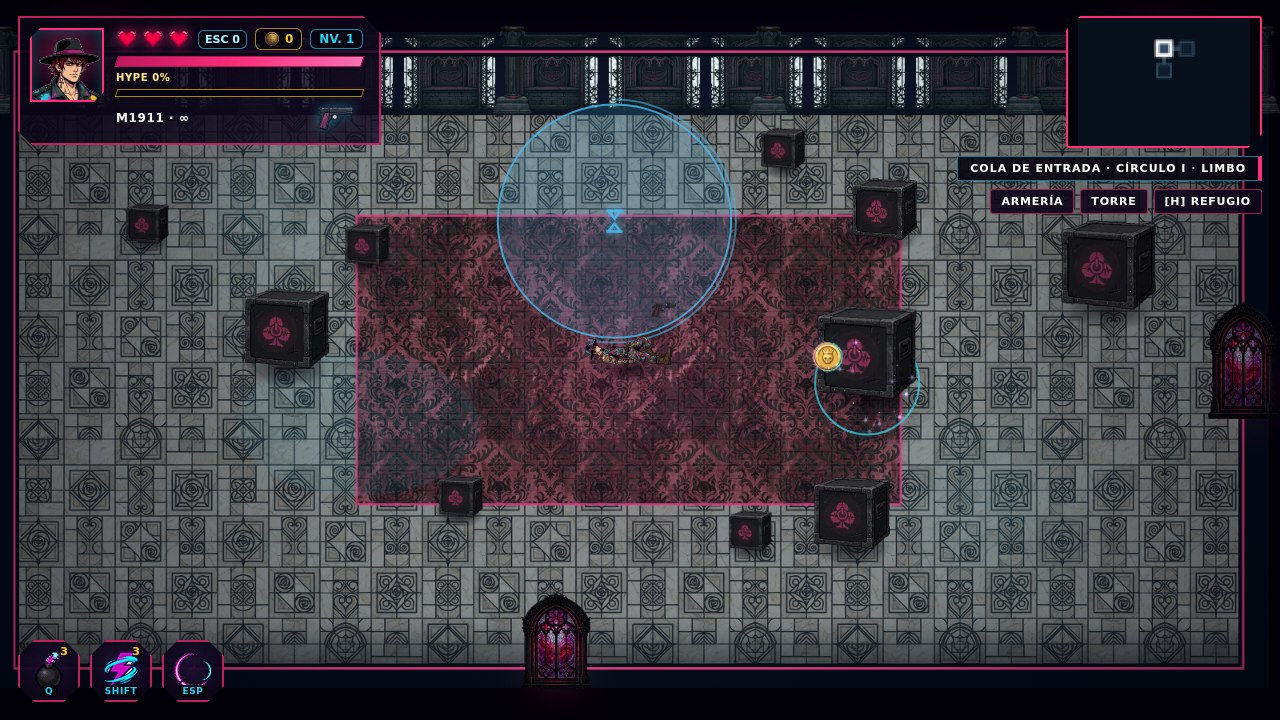 ESC 0
0
NV. 1
HYPE 0%
M1911 · ∞
COLA DE ENTRADA · CÍRCULO I · LIMBO
ARMERÍA
TORRE
[H] REFUGIO
3
Q
3
SHIFT
ESP